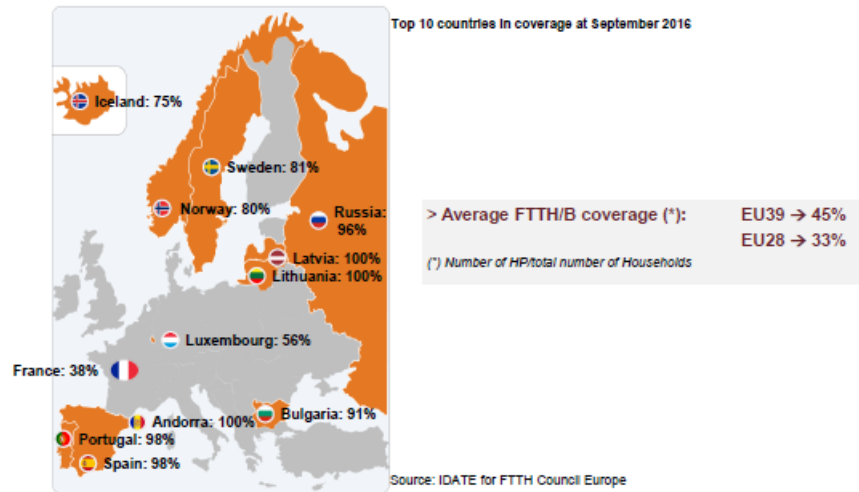 Top 10 countries in coverage at September 2016
Iceland: 75%
Sweden: 81%
Norway: 80%
Russia:
96%
Latvia: 100%
Lithuania: 100%
Luxembourg: 56%
France: 38%
Andorra: 100%
Bulgaria: 91%
Portugal: 98%
Spain: 98%
> Average FTTH/B coverage (*): EU39 → 45%
EU28 → 33%
(*) Number of HP/total number of Households
Source: IDATE for FTTH Council Europe